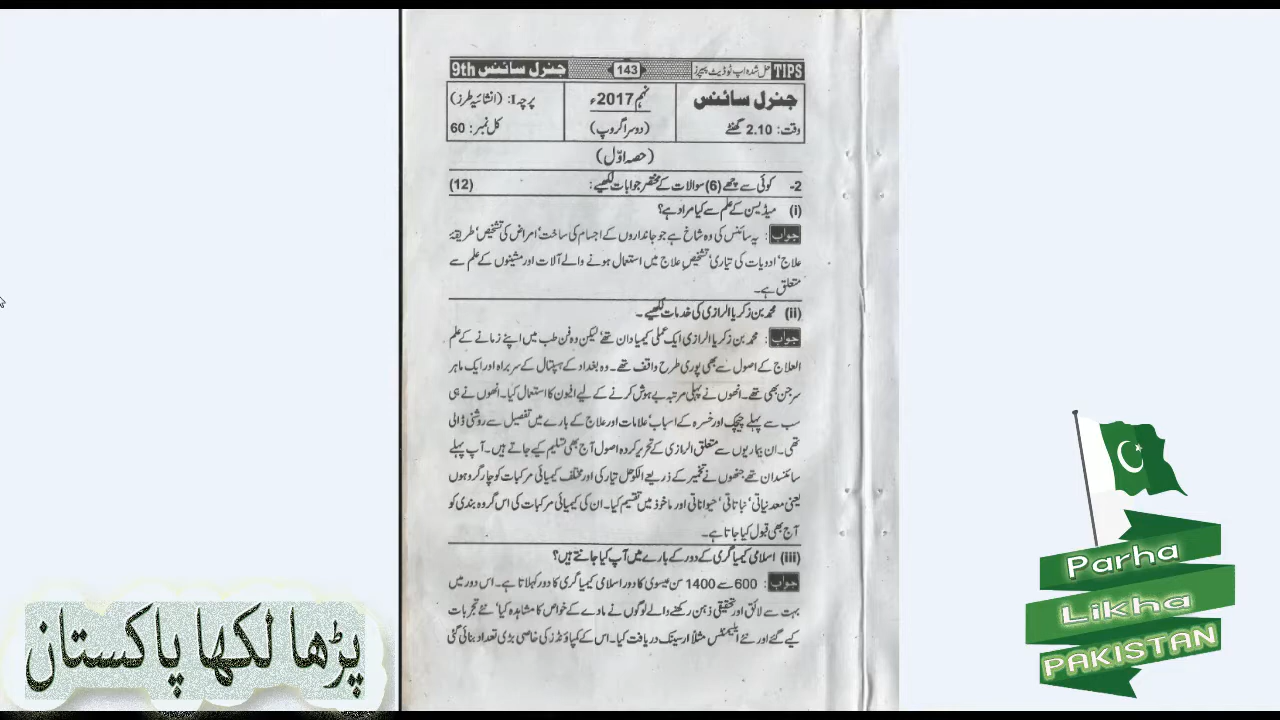 TIPS حل شدہ اپ ٹو ڈیٹ پیپرز 143 جنرل سائنس 9th
جنرل سائنس نہم 2017ء پرچہ I: (انشائیہ طرز)
وقت: 2.10 گھنٹے (دوسرا گروپ) کل نمبر: 60
(حصہ اوّل)
2- کوئی سے چھے (6) سوالات کے مختصر جوابات لکھیے: (12)
(i) میڈیسن کے علم سے کیا مراد ہے؟
جواب: یہ سائنس کی وہ شاخ ہے جو جانداروں کے اجسام کی ساخت، امراض کی تشخیص، طریقۂ
علاج، ادویات کی تیاری، تشخیصِ علاج میں استعمال ہونے والے آلات اور مشینوں کے علم سے
متعلق ہے۔
(ii) محمد بن زکریا الرازی کی خدمات لکھیے۔
جواب: محمد بن زکریا الرازی ایک عملی کیمیا دان تھے لیکن وہ فن طب میں اپنے زمانے کے علم
العلاج کے اصول سے بھی پوری طرح واقف تھے۔ وہ بغداد کے ہسپتال کے سربراہ اور ایک ماہر
سرجن بھی تھے۔ انھوں نے پہلی مرتبہ بے ہوش کرنے کے لیے افیون کا استعمال کیا۔ انھوں نے ہی
سب سے پہلے چیچک اور خسرہ کے اسباب، علامات اور علاج کے بارے میں تفصیل سے روشنی ڈالی
تھی۔ ان بیماریوں سے متعلق الرازی کے تحریر کردہ اصول آج بھی تسلیم کیے جاتے ہیں۔ آپ پہلے
سائنسدان تھے جنھوں نے تخمیر کے ذریعے الکوحل تیار کی اور مختلف کیمیائی مرکبات کو چار گروہوں
یعنی معدنیاتی، نباتاتی، حیواناتی اور ماخوذ میں تقسیم کیا۔ ان کی کیمیائی مرکبات کی اس گروہ بندی کو
آج بھی قبول کیا جاتا ہے۔
(iii) اسلامی کیمیا گری کے دور کے بارے میں آپ کیا جانتے ہیں؟
جواب: 600 سے 1400 سن عیسوی کا دور اسلامی کیمیا گری کا دور کہلاتا ہے۔ اس دور میں
بہت سے لائق اور تحقیقی ذہن رکھنے والے لوگوں نے مادے کے خواص کا مشاہدہ کیا، نئے تجربات
کیے گئے اور نئے ایلیمنٹس مثلاً آرسینک دریافت کیا۔ اس کے کمپاؤنڈز کی خاصی بڑی تعداد بنائی گئی
پڑھا لکھا پاکستان
Parha
Likha
PAKISTAN